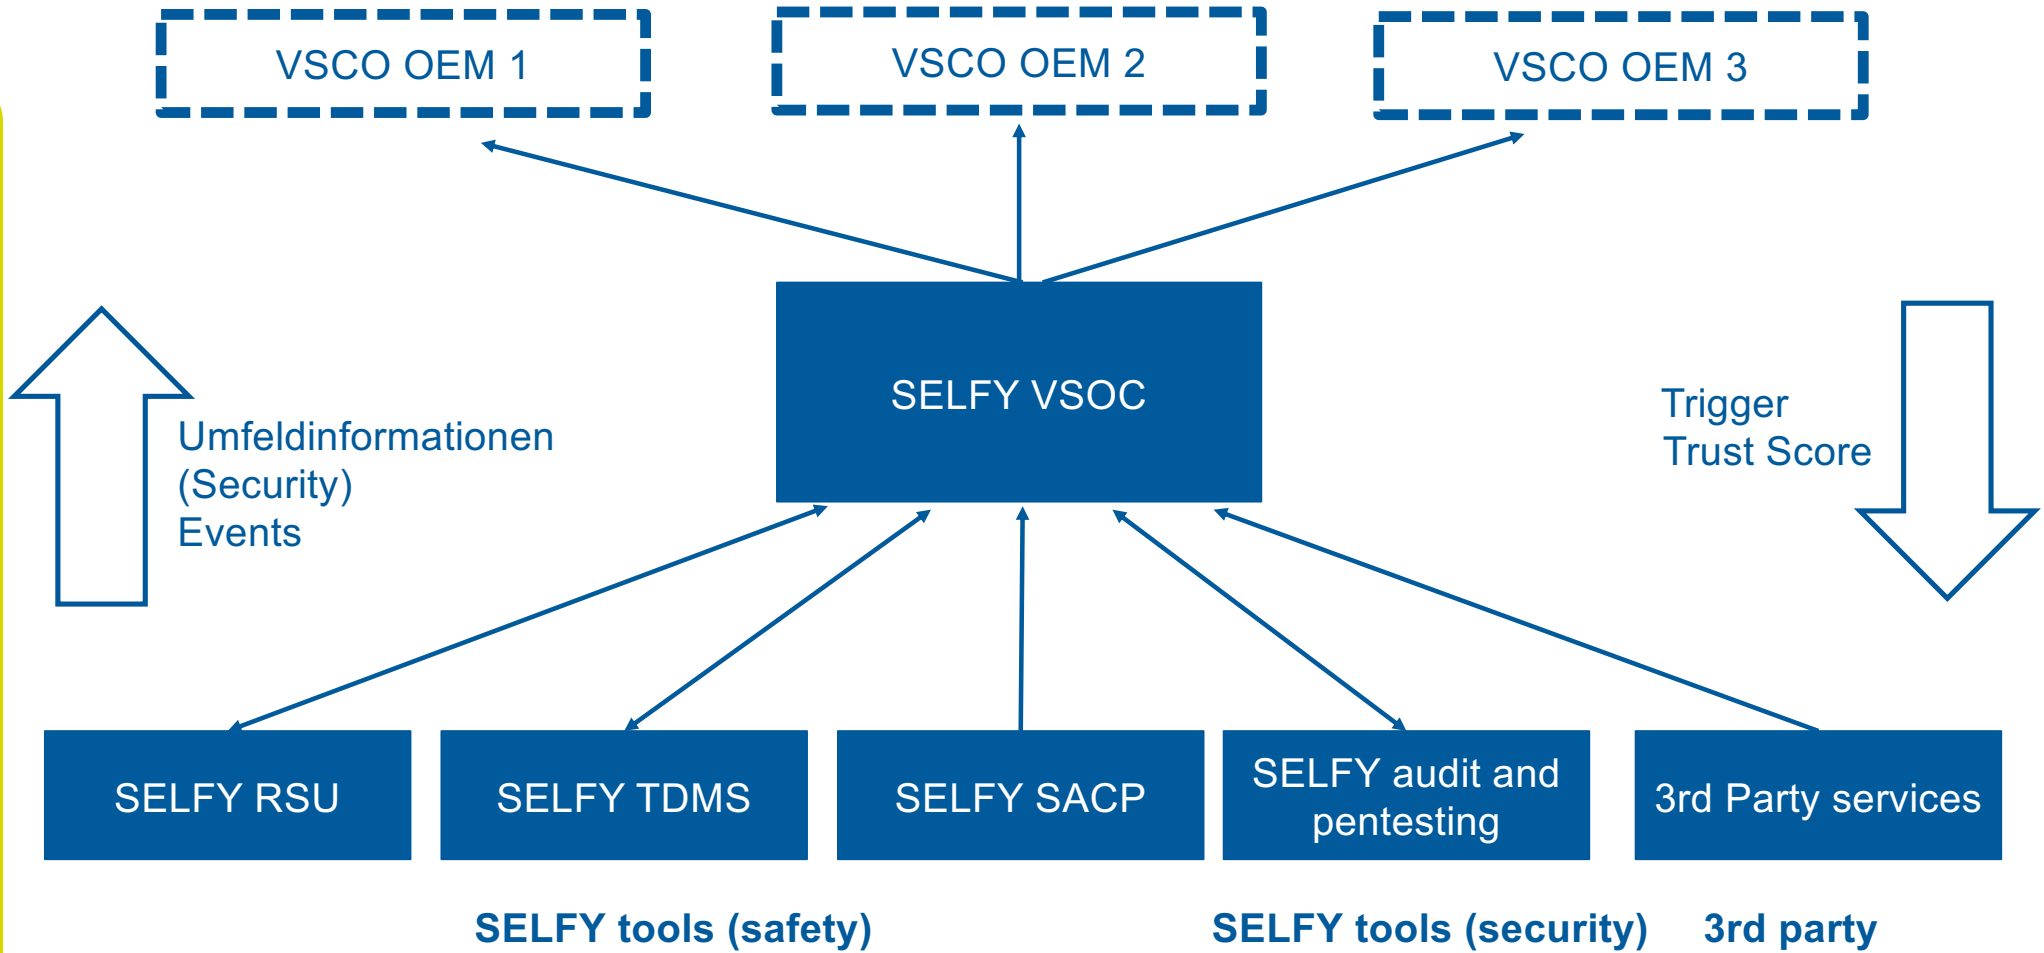 VSCO OEM 1
VSCO OEM 2
VSCO OEM 3
SELFY VSOC
Umfeldinformationen
(Security)
Events
Trigger
Trust Score
SELFY RSU
SELFY TDMS
SELFY SACP
SELFY audit and
pentesting
3rd Party services
SELFY tools (safety)
SELFY tools (security)
3rd party